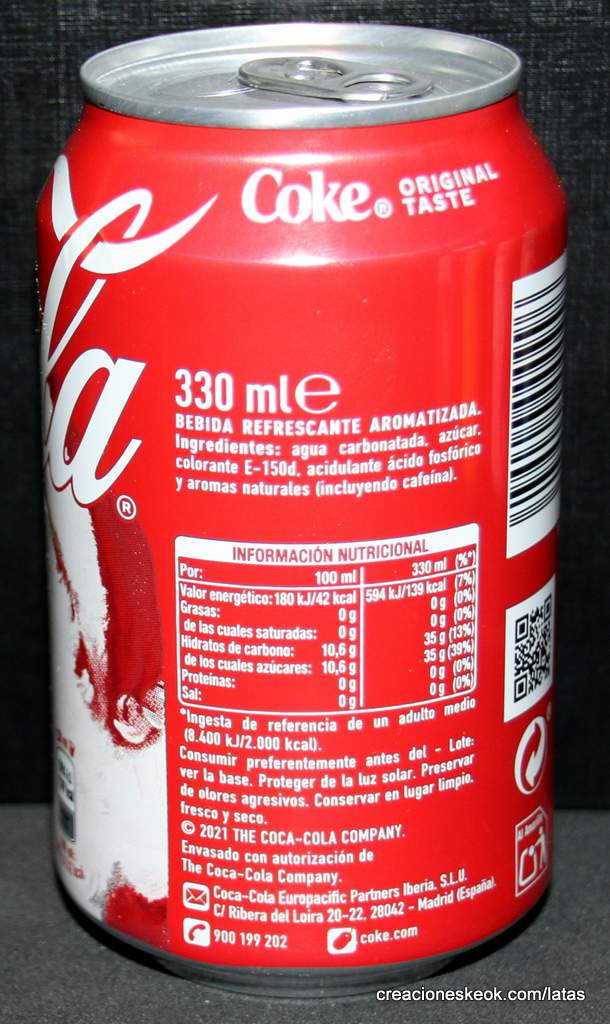 Coke® ORIGINAL
TASTE
la®
330 ml ℮
BEBIDA REFRESCANTE AROMATIZADA.
Ingredientes: agua carbonatada, azúcar,
colorante E-150d, acidulante ácido fosfórico
y aromas naturales (incluyendo cafeína).
INFORMACIÓN NUTRICIONAL
Por: 100 ml 330 ml (%*)
Valor energético: 180 kJ/42 kcal 594 kJ/139 kcal (7%)
Grasas: 0 g 0 g (0%)
de las cuales saturadas: 0 g 0 g (0%)
Hidratos de carbono: 10,6 g 35 g (13%)
de los cuales azúcares: 10,6 g 35 g (39%)
Proteínas: 0 g 0 g (0%)
Sal: 0 g 0 g (0%)
*Ingesta de referencia de un adulto medio
(8.400 kJ/2.000 kcal).
Consumir preferentemente antes del - Lote:
ver la base. Proteger de la luz solar. Preservar
de olores agresivos. Conservar en lugar limpio,
fresco y seco.
© 2021 THE COCA-COLA COMPANY.
Envasado con autorización de
The Coca-Cola Company.
Coca-Cola Europacific Partners Iberia, S.L.U.
C/ Ribera del Loira 20-22, 28042 - Madrid (España).
900 199 202 coke.com
Al Amarillo
creacioneskeok.com/latas